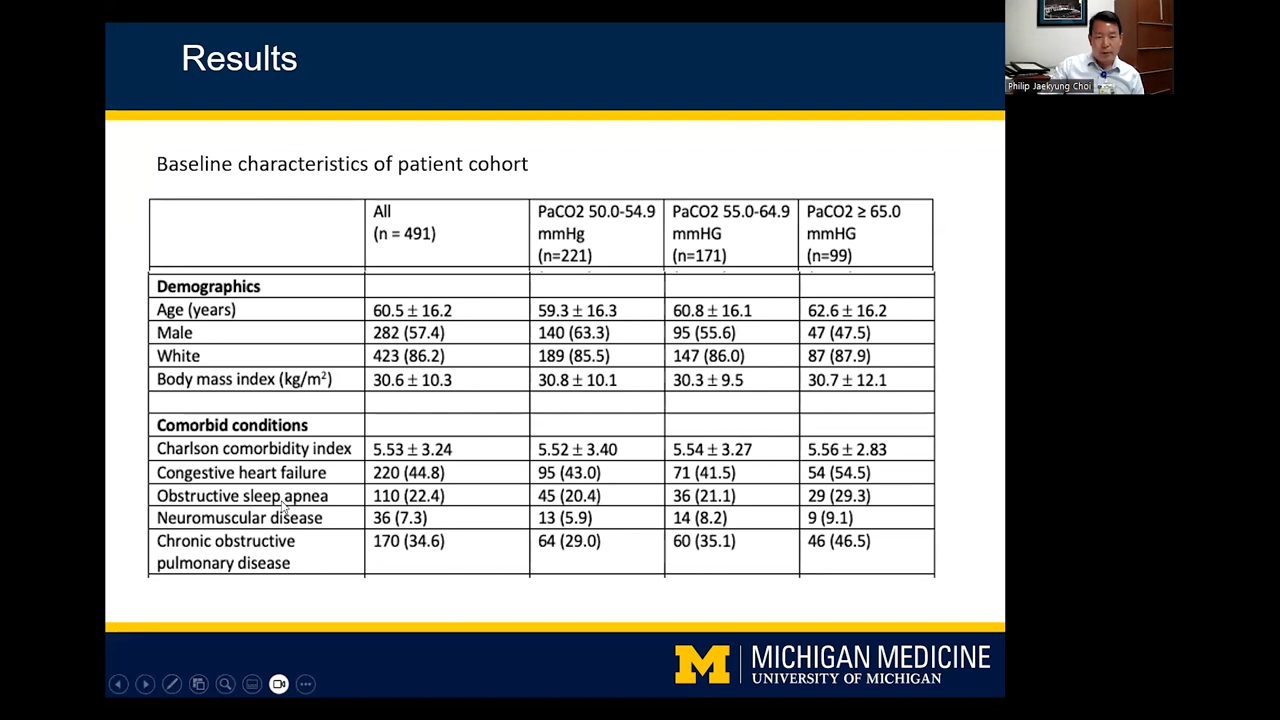 Results
Philip Jaekyung Choi
Baseline characteristics of patient cohort
All (n = 491) PaCO2 50.0-54.9 mmHg (n=221) PaCO2 55.0-64.9 mmHG (n=171) PaCO2 ≥ 65.0 mmHG (n=99)
Demographics
Age (years) 60.5 ± 16.2 59.3 ± 16.3 60.8 ± 16.1 62.6 ± 16.2
Male 282 (57.4) 140 (63.3) 95 (55.6) 47 (47.5)
White 423 (86.2) 189 (85.5) 147 (86.0) 87 (87.9)
Body mass index (kg/m²) 30.6 ± 10.3 30.8 ± 10.1 30.3 ± 9.5 30.7 ± 12.1
Comorbid conditions
Charlson comorbidity index 5.53 ± 3.24 5.52 ± 3.40 5.54 ± 3.27 5.56 ± 2.83
Congestive heart failure 220 (44.8) 95 (43.0) 71 (41.5) 54 (54.5)
Obstructive sleep apnea 110 (22.4) 45 (20.4) 36 (21.1) 29 (29.3)
Neuromuscular disease 36 (7.3) 13 (5.9) 14 (8.2) 9 (9.1)
Chronic obstructive pulmonary disease 170 (34.6) 64 (29.0) 60 (35.1) 46 (46.5)
M MICHIGAN MEDICINE
UNIVERSITY OF MICHIGAN